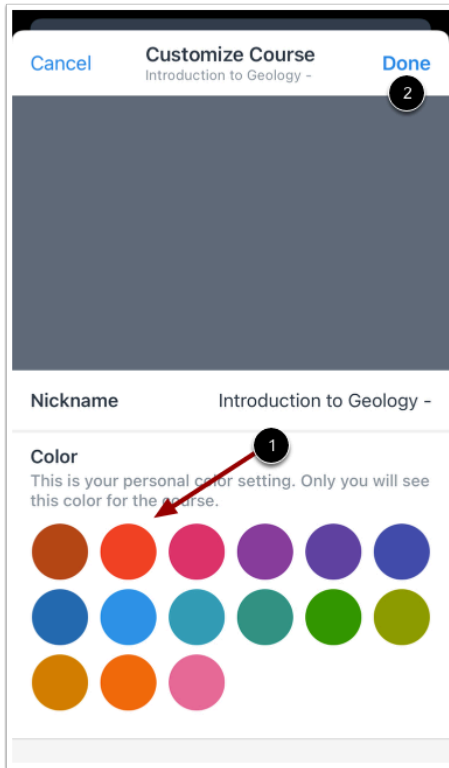 Cancel
Customize Course
Done
Introduction to Geology -
2
Nickname
Introduction to Geology -
Color
1
This is your personal color setting. Only you will see
this color for the course.